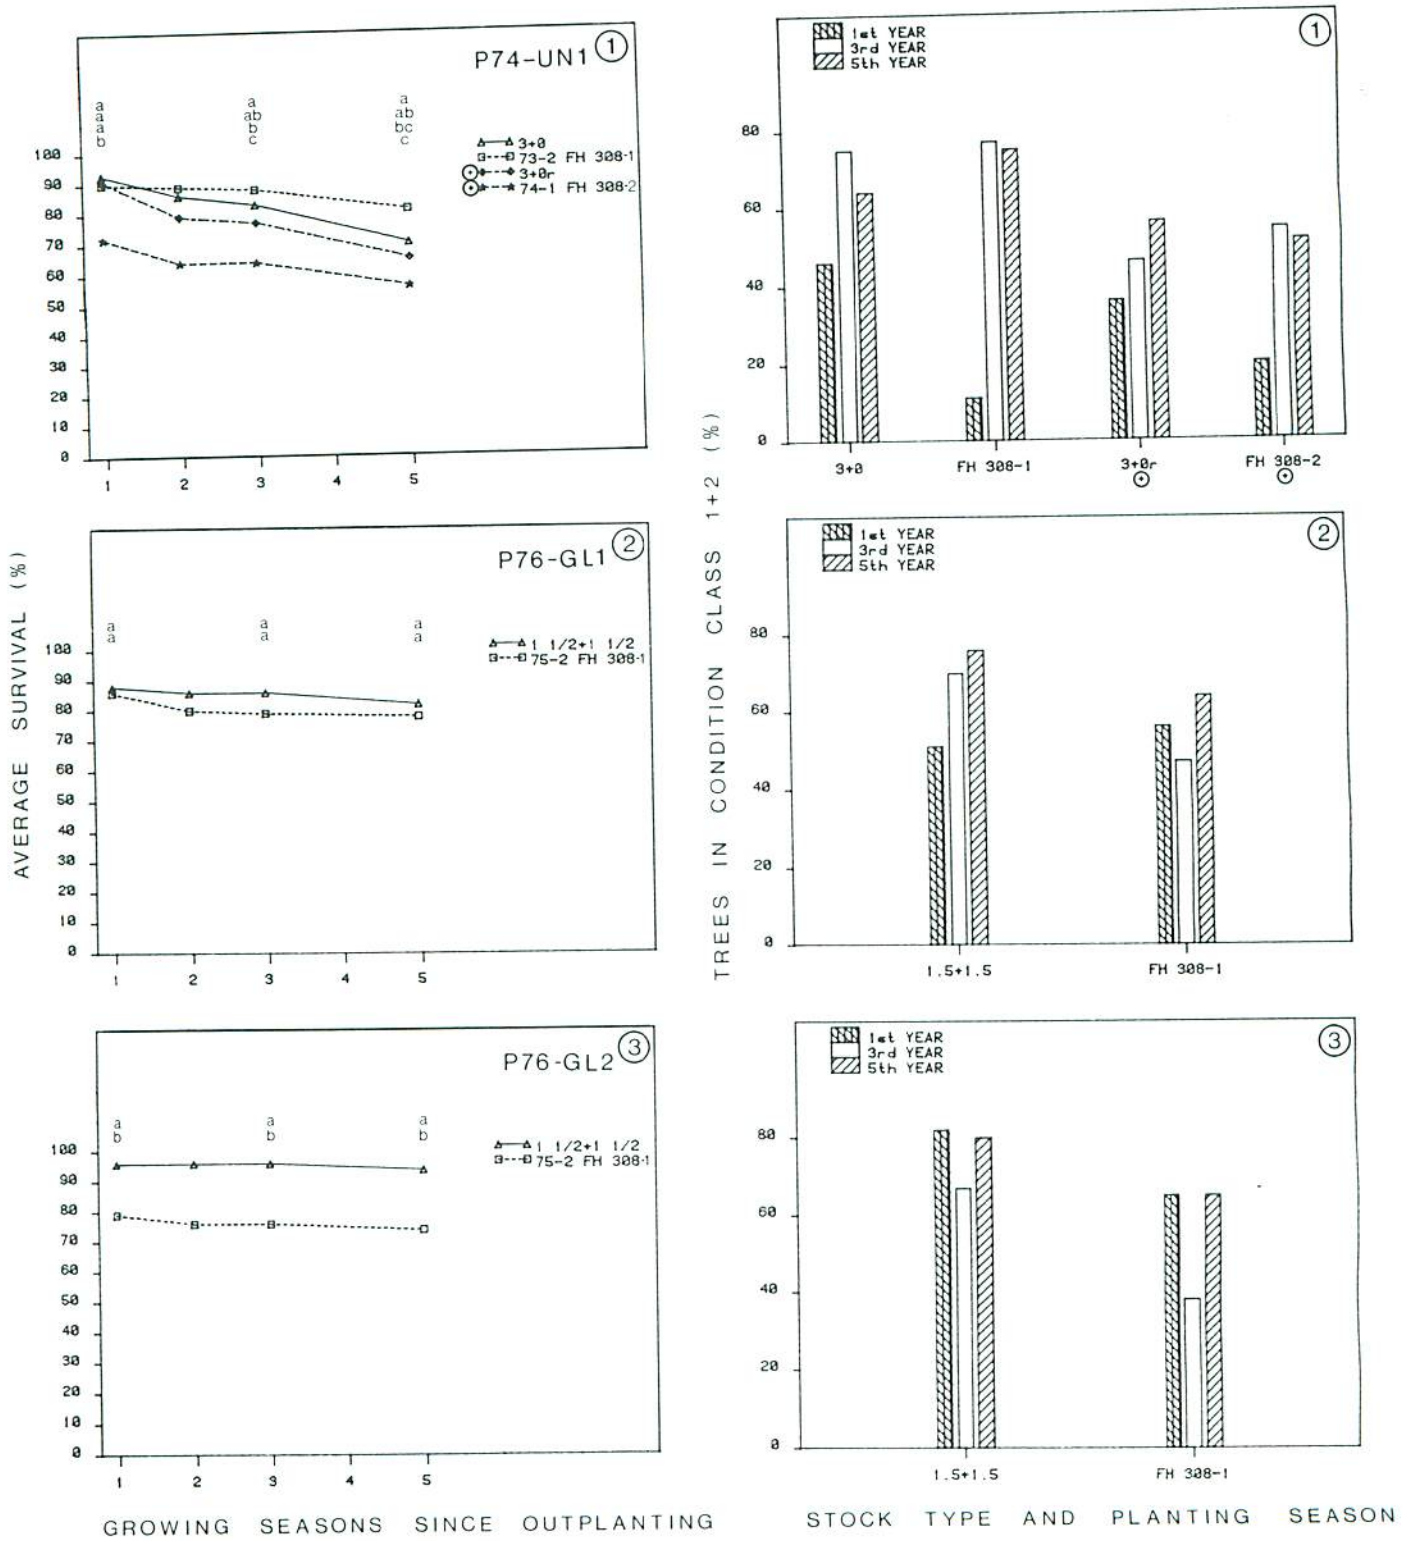 AVERAGE SURVIVAL (%)
P74-UN1 1
a a a
a ab ab
a b bc
b c c
3+0
73-2 FH 308-1
3+0r
74-1 FH 308-2
100
90
80
70
60
50
40
30
20
10
0
1 2 3 4 5
P76-GL1 2
a a a
a a a
1 1/2+1 1/2
75-2 FH 308-1
100
90
80
70
60
50
40
30
20
10
0
1 2 3 4 5
P76-GL2 3
a a a
b b b
1 1/2+1 1/2
75-2 FH 308-1
100
90
80
70
60
50
40
30
20
10
0
1 2 3 4 5
GROWING SEASONS SINCE OUTPLANTING
TREES IN CONDITION CLASS 1+2 (%)
1
1st YEAR
3rd YEAR
5th YEAR
80
60
40
20
0
3+0 FH 308-1 3+0r FH 308-2
2
1st YEAR
3rd YEAR
5th YEAR
80
60
40
20
0
1.5+1.5 FH 308-1
3
1st YEAR
3rd YEAR
5th YEAR
80
60
40
20
0
1.5+1.5 FH 308-1
STOCK TYPE AND PLANTING SEASON